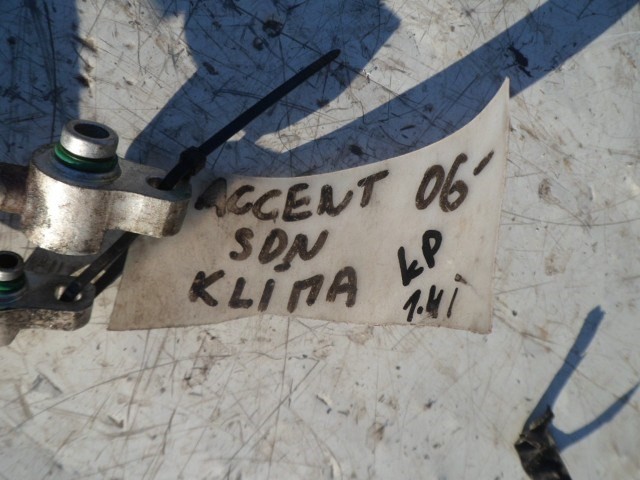 ACCENT 06'
SDN
KLIMA kP
1.4i